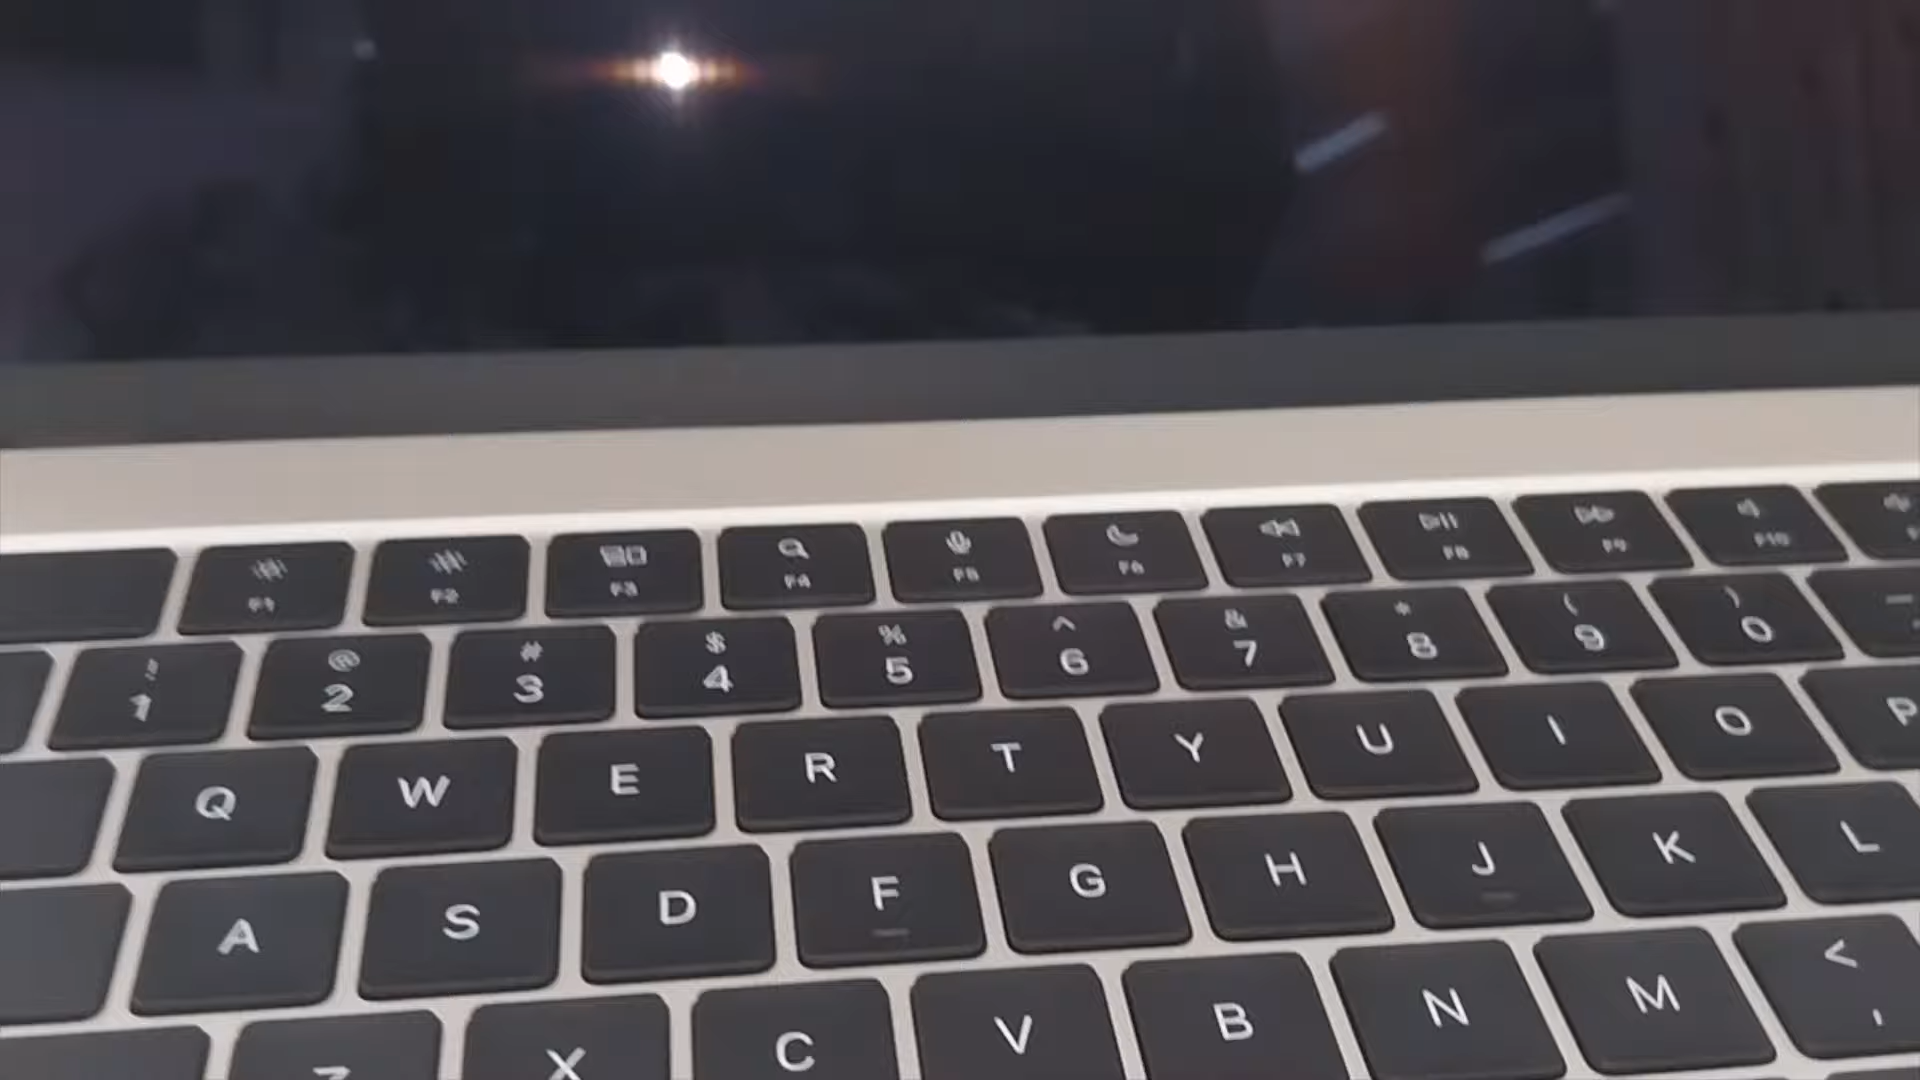 F1 F2 F3 F4 F5 F6 F7 F8 F9 F10
! @ # $ % ^ & * ( )
1 2 3 4 5 6 7 8 9 0
Q W E R T Y U I O P
A S D F G H J K L
Z X C V B N M <
,